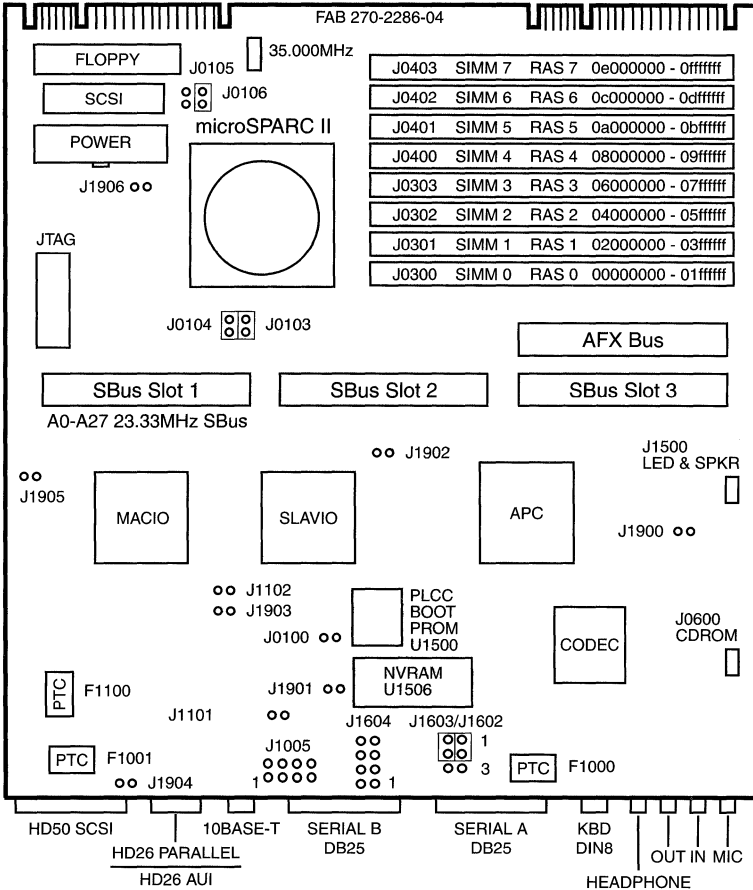 FAB 270-2286-04
FLOPPY
J0105
35.000MHz
SCSI
J0106
microSPARC II
POWER
J1906
J0403 SIMM 7 RAS 7 0e000000 - 0fffffff
J0402 SIMM 6 RAS 6 0c000000 - 0dffffff
J0401 SIMM 5 RAS 5 0a000000 - 0bffffff
J0400 SIMM 4 RAS 4 08000000 - 09ffffff
J0303 SIMM 3 RAS 3 06000000 - 07ffffff
J0302 SIMM 2 RAS 2 04000000 - 05ffffff
J0301 SIMM 1 RAS 1 02000000 - 03ffffff
J0300 SIMM 0 RAS 0 00000000 - 01ffffff
JTAG
J0104
J0103
AFX Bus
SBus Slot 1
SBus Slot 2
SBus Slot 3
A0-A27 23.33MHz SBus
J1902
J1500
LED & SPKR
J1905
MACIO
SLAVIO
APC
J1900
J1102
J1903
J0100
PLCC
BOOT
PROM
U1500
CODEC
J0600
CDROM
PTC
F1100
J1901
NVRAM
U1506
J1101
J1604
J1603/J1602
1
3
J1005
1
1
PTC
F1001
J1904
PTC
F1000
HD50 SCSI
10BASE-T
SERIAL B
DB25
SERIAL A
DB25
KBD
DIN8
HD26 PARALLEL
HD26 AUI
OUT
IN
MIC
HEADPHONE